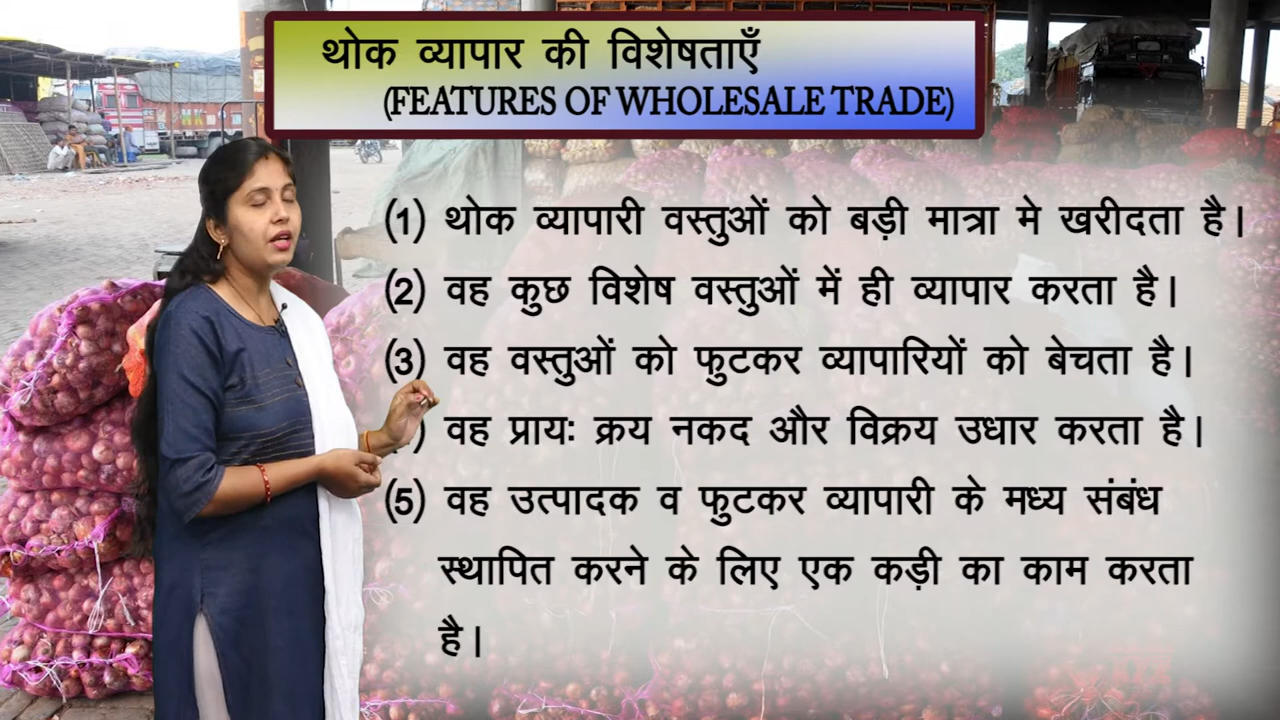 थोक व्यापार की विशेषताएँ
(FEATURES OF WHOLESALE TRADE)
(1) थोक व्यापारी वस्तुओं को बड़ी मात्रा मे खरीदता है।
(2) वह कुछ विशेष वस्तुओं में ही व्यापार करता है।
(3) वह वस्तुओं को फुटकर व्यापारियों को बेचता है।
) वह प्रायः क्रय नकद और विक्रय उधार करता है।
(5) वह उत्पादक व फुटकर व्यापारी के मध्य संबंध
स्थापित करने के लिए एक कड़ी का काम करता
है।